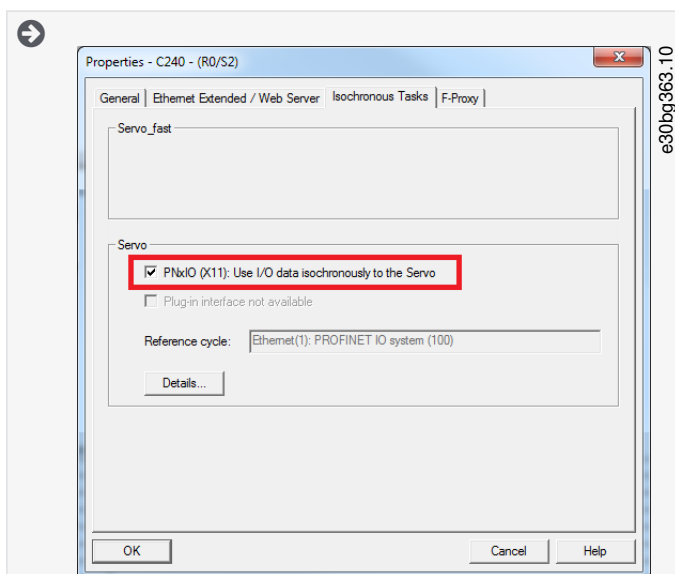 Properties - C240 - (R0/S2)
x
General
Ethernet Extended / Web Server
Isochronous Tasks
F-Proxy
Servo_fast
Servo
PNxIO (X11): Use I/O data isochronously to the Servo
Plug-in interface not available
Reference cycle:
Ethernet(1): PROFINET IO system (100)
Details...
OK
Cancel
Help
e30bg363.10